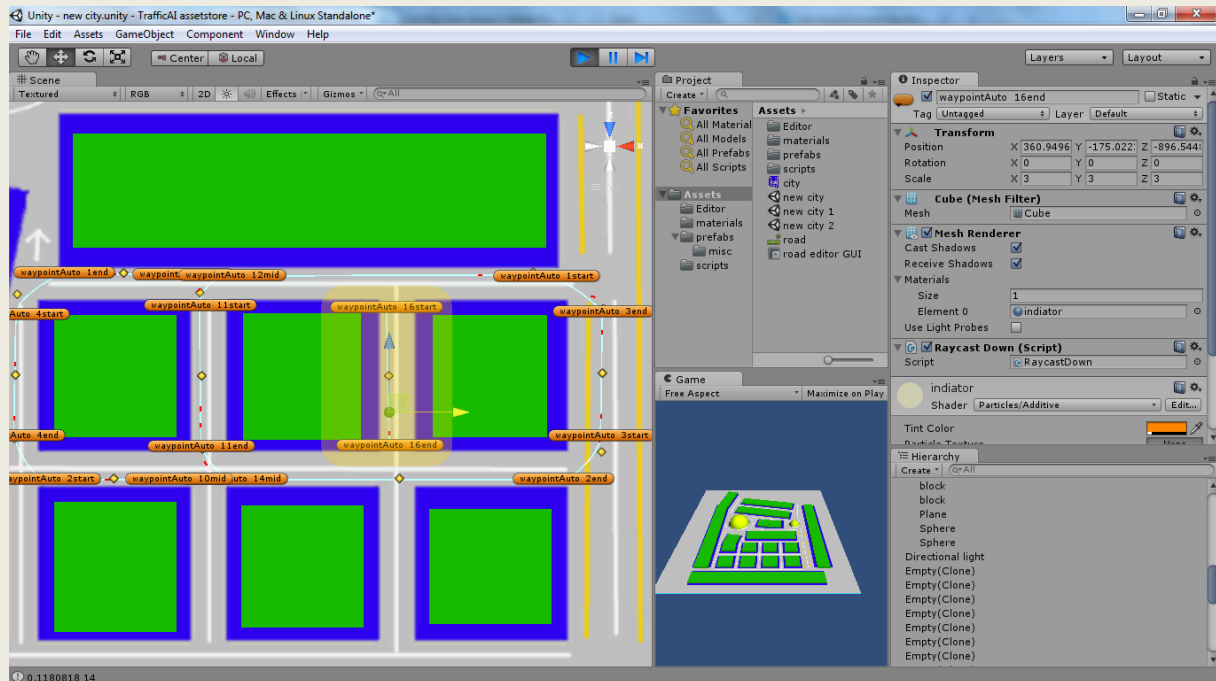 Unity - new city.unity - TrafficAI assetstore - PC, Mac & Linux Standalone*
File Edit Assets GameObject Component Window Help
Center Local
Layers Layout
Scene
Textured RGB 2D Effects Gizmos All
waypointAuto 1end
waypoint
waypointAuto 12mid
waypointAuto 1start
waypointAuto 11start
waypointAuto 16start
Auto 4start
waypointAuto 3end
Auto 4end
waypointAuto 11end
waypointAuto 16end
waypointAuto 3start
waypointAuto 2start
waypointAuto 10mid
uto 14mid
waypointAuto 2end
Project
Create
Favorites
All Material
All Models
All Prefabs
All Scripts
Assets
Editor
materials
prefabs
misc
scripts
Assets
Editor
materials
prefabs
scripts
city
new city
new city 1
new city 2
road
road editor GUI
Game
Free Aspect Maximize on Play
Inspector
waypointAuto 16end Static
Tag Untagged Layer Default
Transform
Position X 360.9496 Y -175.022 Z -896.544
Rotation X 0 Y 0 Z 0
Scale X 3 Y 3 Z 3
Cube (Mesh Filter)
Mesh Cube
Mesh Renderer
Cast Shadows
Receive Shadows
Materials
Size 1
Element 0 indiator
Use Light Probes
Raycast Down (Script)
Script RaycastDown
indiator
Shader Particles/Additive Edit...
Tint Color
Particle Texture None
Hierarchy
Create All
block
block
Plane
Sphere
Sphere
Directional light
Empty(Clone)
Empty(Clone)
Empty(Clone)
Empty(Clone)
Empty(Clone)
Empty(Clone)
Empty(Clone)
0.1180818 14